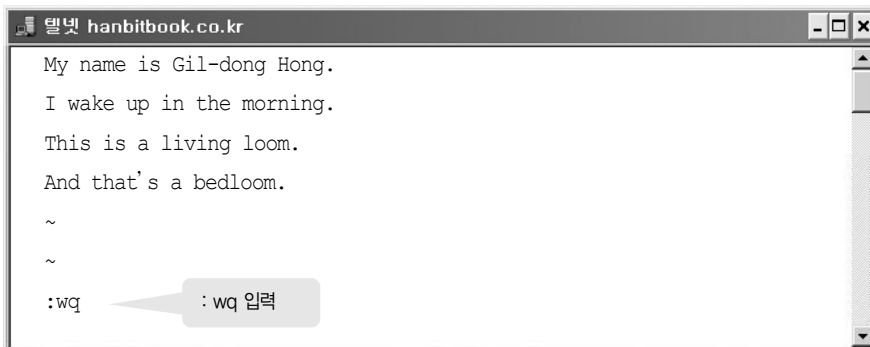 텔넷 hanbitbook.co.kr
My name is Gil-dong Hong.
I wake up in the morning.
This is a living loom.
And that's a bedloom.
~
~
:wq
: wq 입력